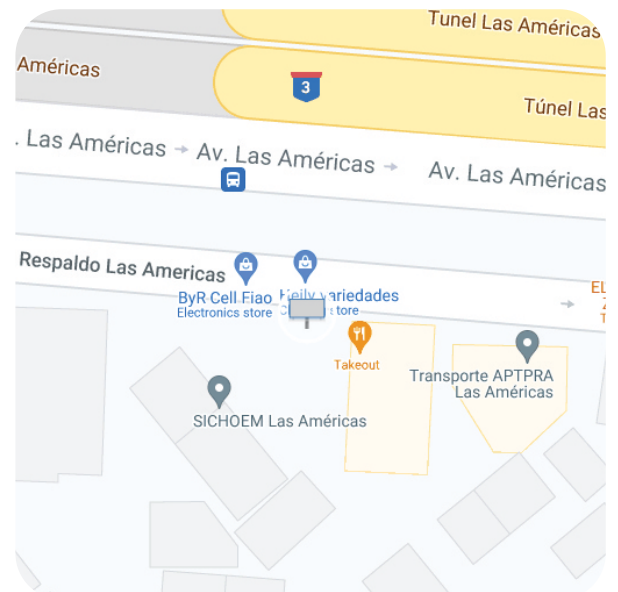 Tunel Las Américas
Américas
3
Túnel Las
. Las Américas
Av. Las Américas
Av. Las Américas
Respaldo Las Americas
EL
ByR Cell Fiao
variedades
Electronics store
tore
Takeout
Transporte APTPRA
Las Américas
SICHOEM Las Américas